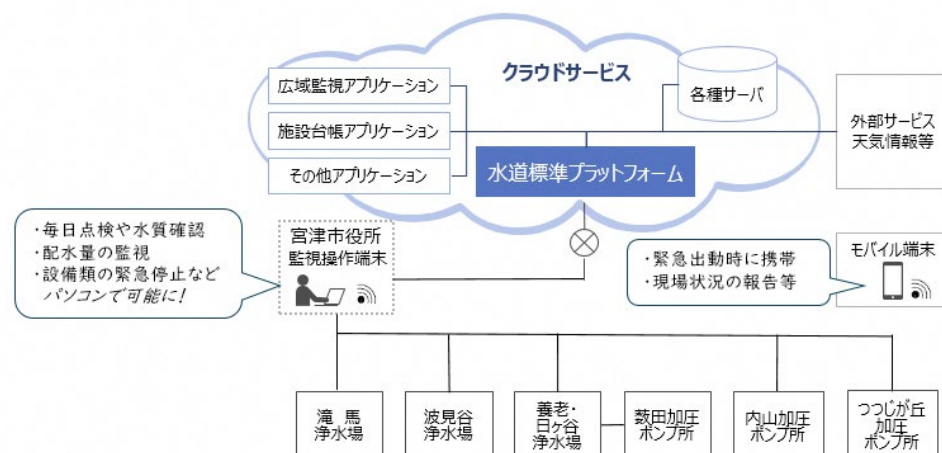 クラウドサービス
広域監視アプリケーション
施設台帳アプリケーション
その他アプリケーション
各種サーバ
水道標準プラットフォーム
外部サービス
天気情報等
・毎日点検や水質確認
・配水量の監視
・設備類の緊急停止など
パソコンで可能に!
宮津市役所
監視操作端末
・緊急出動時に携帯
・現場状況の報告等
モバイル端末
滝 馬
浄水場
波見谷
浄水場
養老・
日ヶ谷
浄水場
薮田加圧
ポンプ所
内山加圧
ポンプ所
つつじが丘
加圧
ポンプ所